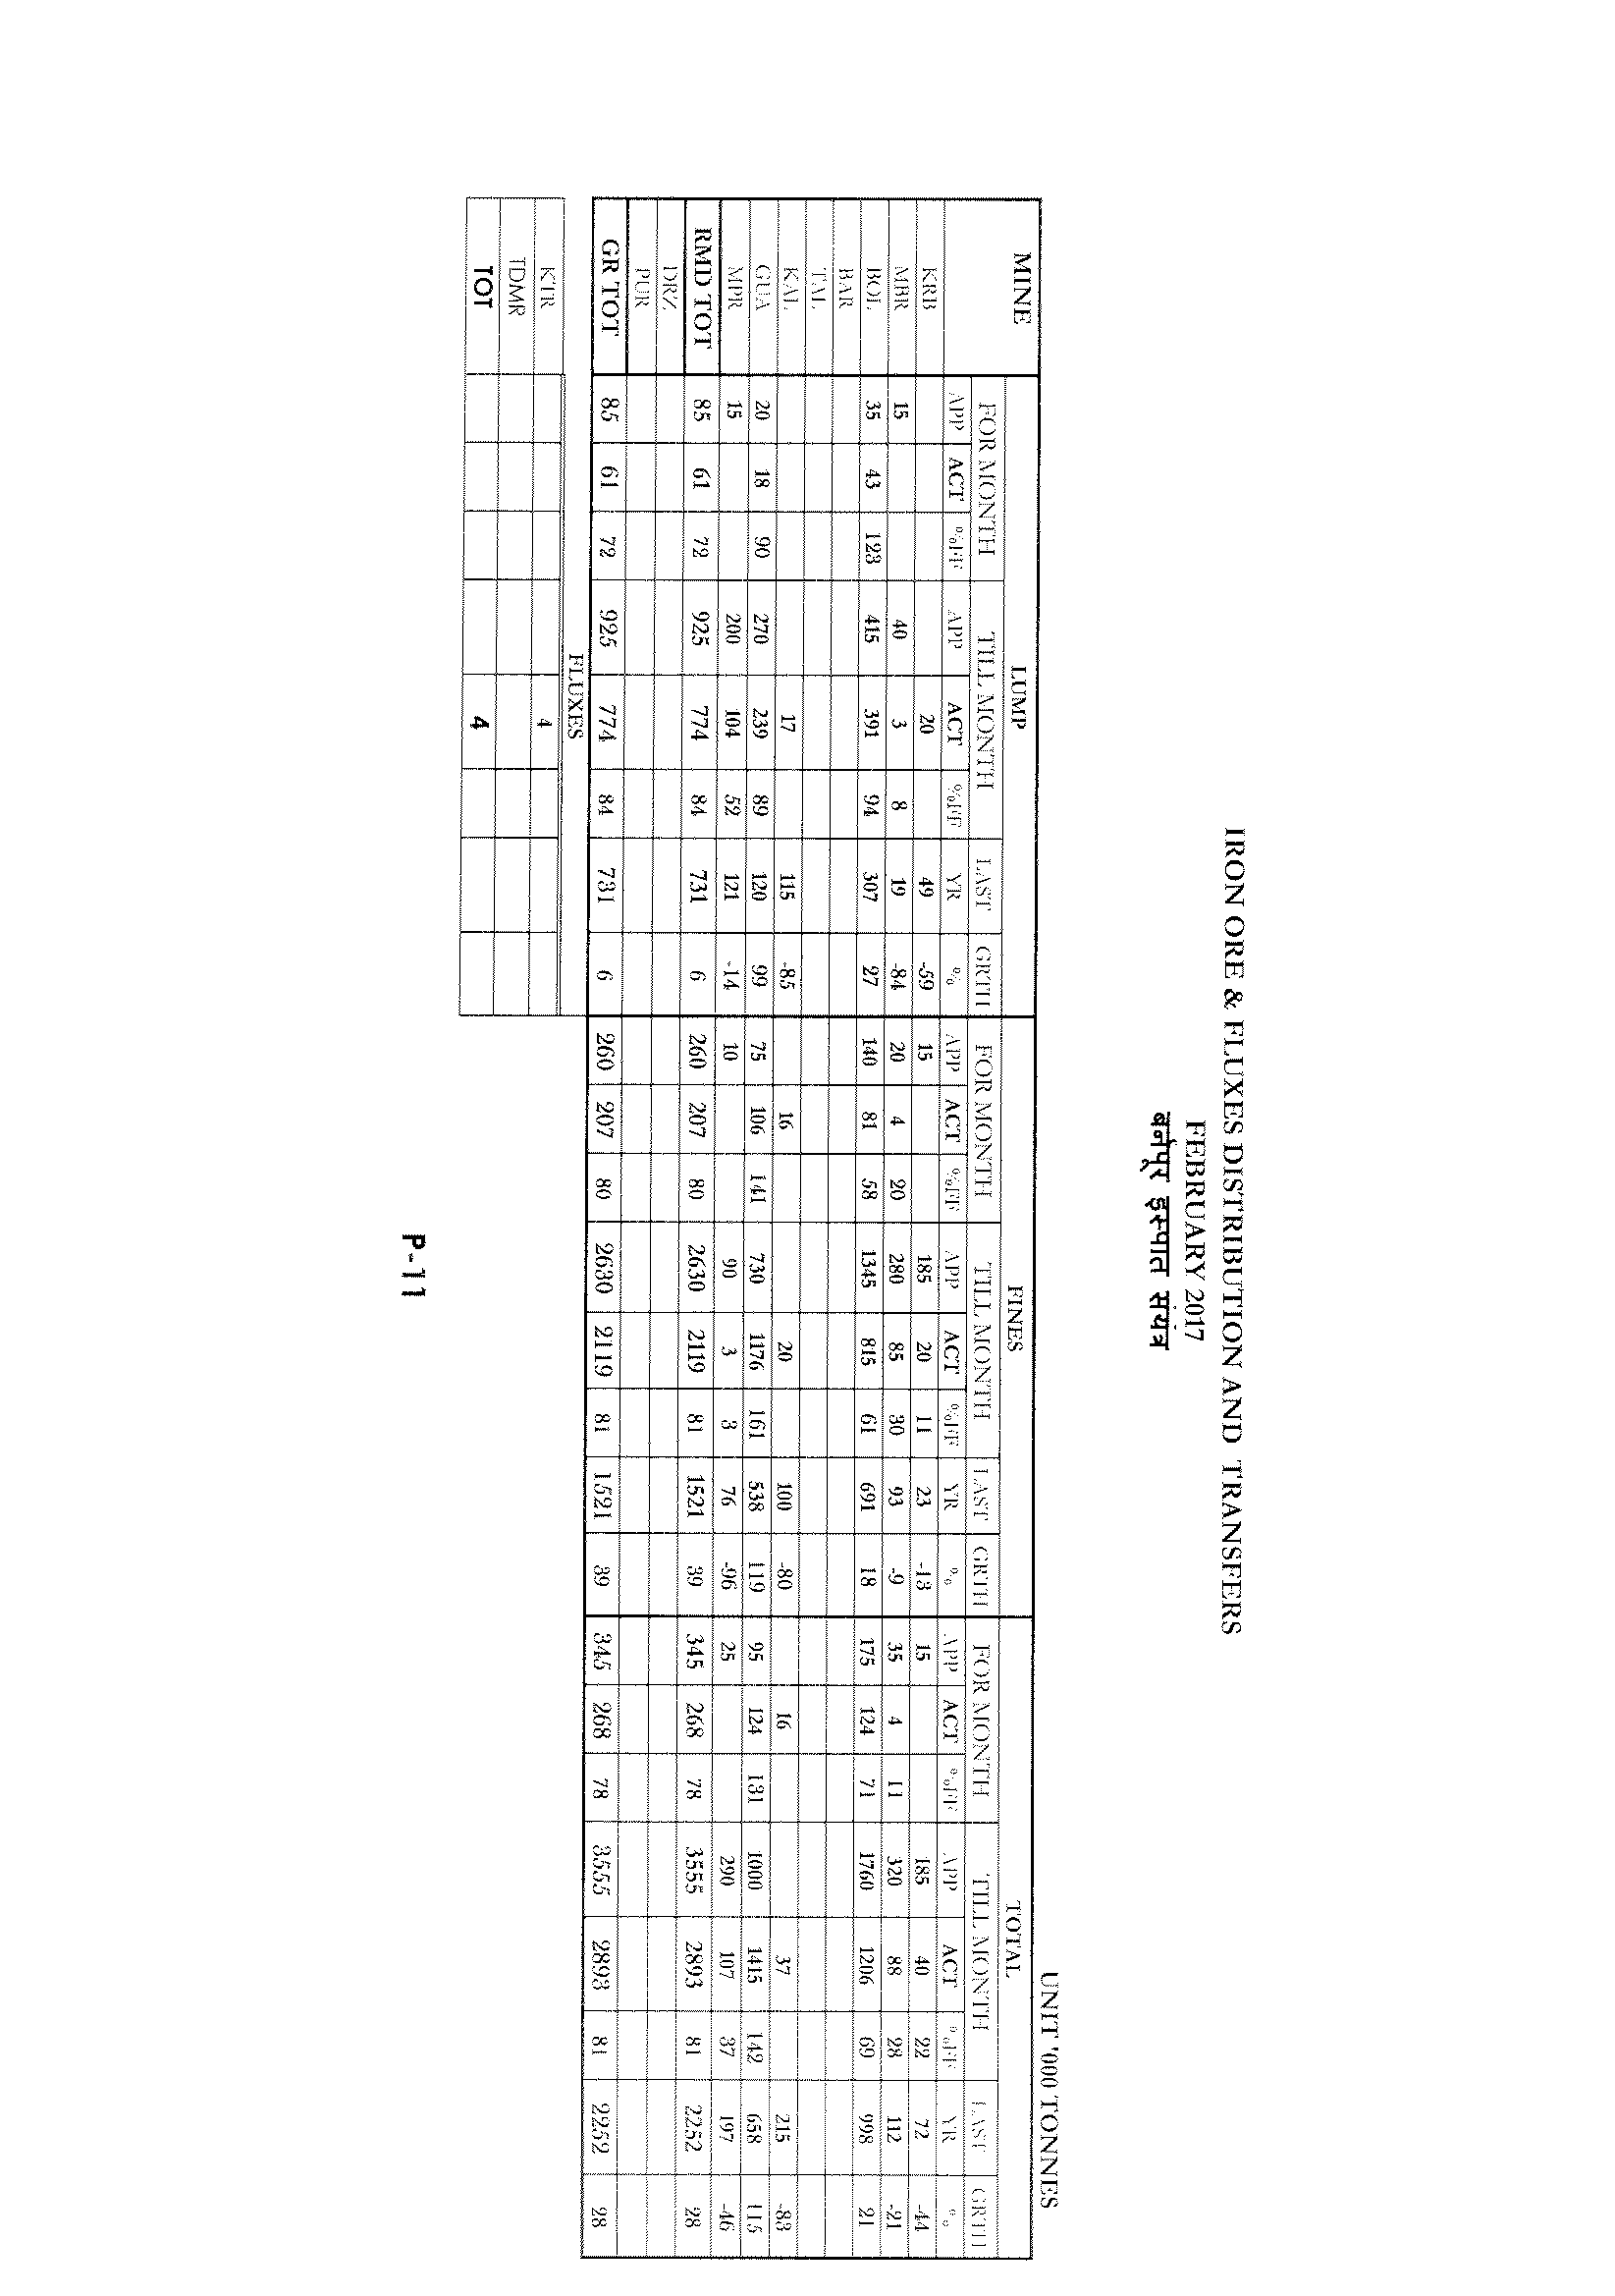 IRON ORE & FLUXES DISTRIBUTION AND TRANSFERS
FEBRUARY 2017
बर्नपूर इस्पात संयंत्र
UNIT '000 TONNES
MINE LUMP FINES TOTAL
FOR MONTH TILL MONTH LAST GRTH FOR MONTH TILL MONTH LAST GRTH FOR MONTH TILL MONTH LAST GRTH
APP ACT %FF APP ACT %FF YR % APP ACT %FF APP ACT %FF YR % APP ACT %FF APP ACT %FF YR %
KRB 20 49 -59 15 185 20 11 23 -13 15 185 40 22 72 -44
MBR 15 40 3 8 19 -84 20 4 20 280 85 30 93 -9 35 4 11 320 88 28 112 -21
BOL 35 43 123 415 391 94 307 27 140 81 58 1345 815 61 691 18 175 124 71 1760 1206 69 998 21
BAR
TAL
KAL 17 115 -85 16 20 100 -80 16 37 215 -83
GUA 20 18 90 270 239 89 120 99 75 106 141 730 1176 161 538 119 95 124 131 1000 1415 142 658 115
MPR 15 200 104 52 121 -14 10 90 3 3 76 -96 25 290 107 37 197 -46
RMD TOT 85 61 72 925 774 84 731 6 260 207 80 2630 2119 81 1521 39 345 268 78 3555 2893 81 2252 28
DRZ
PUR
GR TOT 85 61 72 925 774 84 731 6 260 207 80 2630 2119 81 1521 39 345 268 78 3555 2893 81 2252 28
FLUXES
KTR 4
TDMR
TOT 4
P-11